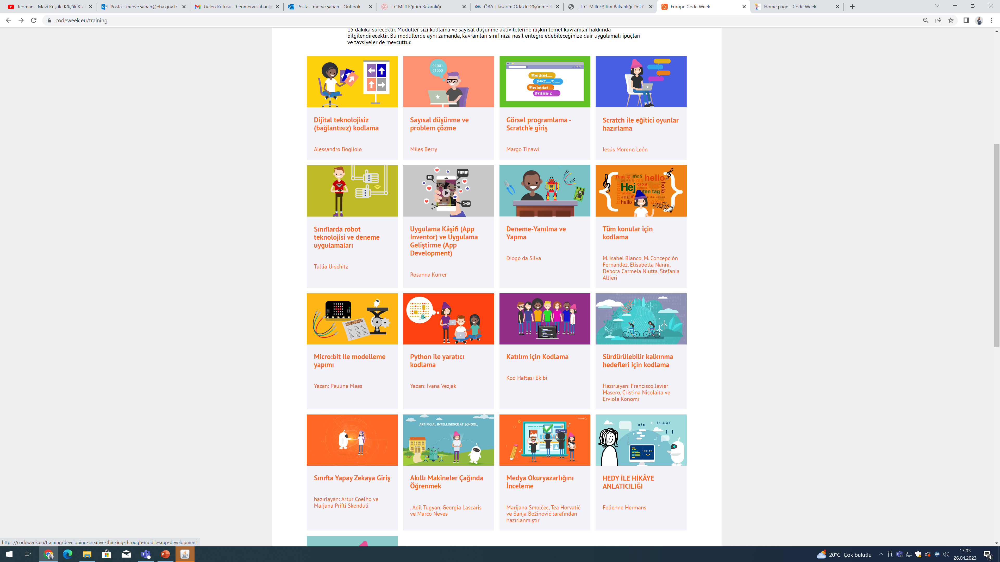 Teoman - Mavi Kuş ile Küçük Kız
Posta - merve.saban@eba.gov.tr
Gelen Kutusu - benmervesaban@
Posta - merve şaban - Outlook
T.C.Millî Eğitim Bakanlığı
ÖBA | Tasarım Odaklı Düşünme B
_ T.C. Millî Eğitim Bakanlığı Dokü
Europe Code Week
Home page - Code Week
codeweek.eu/training
15 dakika sürecektir. Modüller sizi kodlama ve sayısal düşünme aktivitelerine ilişkin temel kavramlar hakkında
bilgilendirecektir. Bu modüllerde aynı zamanda, kavramları sınıfınıza nasıl entegre edebileceğinize dair uygulamalı ipuçları
ve tavsiyeler de mevcuttur.
01001
01000
When clicked ___
go to x:___ y: ___
When I received __
B will jump y: ___
Dijital teknolojisiz
(bağlantısız) kodlama
Alessandro Bogliolo
Sayısal düşünme ve
problem çözme
Miles Berry
Görsel programlama -
Scratch'e giriş
Margo Tinawi
Scratch ile eğitici oyunlar
hazırlama
Jesús Moreno León
LOL
OMG))
hello
Hej
guten tag
hola
bonjour
aloha
hallo
Sınıflarda robot
teknolojisi ve deneme
uygulamaları
Tullia Urschitz
Uygulama Kâşifi (App
Inventor) ve Uygulama
Geliştirme (App
Development)
Rosanna Kurrer
Deneme-Yanılma ve
Yapma
Diogo da Silva
Tüm konular için
kodlama
M. Isabel Blanco, M. Concepción
Fernández, Elisabetta Nanni,
Debora Carmela Niutta, Stefania
Altieri
MORSE CODE
Micro:bit ile modelleme
yapımı
Yazan: Pauline Maas
Python ile yaratıcı
kodlama
Yazan: Ivana Vezjak
Katılım için Kodlama
Kod Haftası Ekibi
Sürdürülebilir kalkınma
hedefleri için kodlama
Hazırlayan: Francisco Javier
Masero, Cristina Nicolaita ve
Erviola Konomi
ARTIFICIAL INTELLIGENCE AT SCHOOL.
Share
</>
[ 1, 2, 3 ]
{ }
Sınıfta Yapay Zekaya Giriş
hazırlayan: Artur Coelho ve
Marjana Prifti Skenduli
Akıllı Makineler Çağında
Öğrenmek
, Adil Tugyan, Georgia Lascaris
ve Marco Neves
Medya Okuryazarlığını
İnceleme
Marijana Smolčec, Tea Horvatić
ve Sanja Božinović tarafından
hazırlanmıştır
HEDY İLE HİKÂYE
ANLATICILIĞI
Felienne Hermans
https://codeweek.eu/training/developing-creative-thinking-through-mobile-app-development
20°C Çok bulutlu
17:03
26.04.2023
4